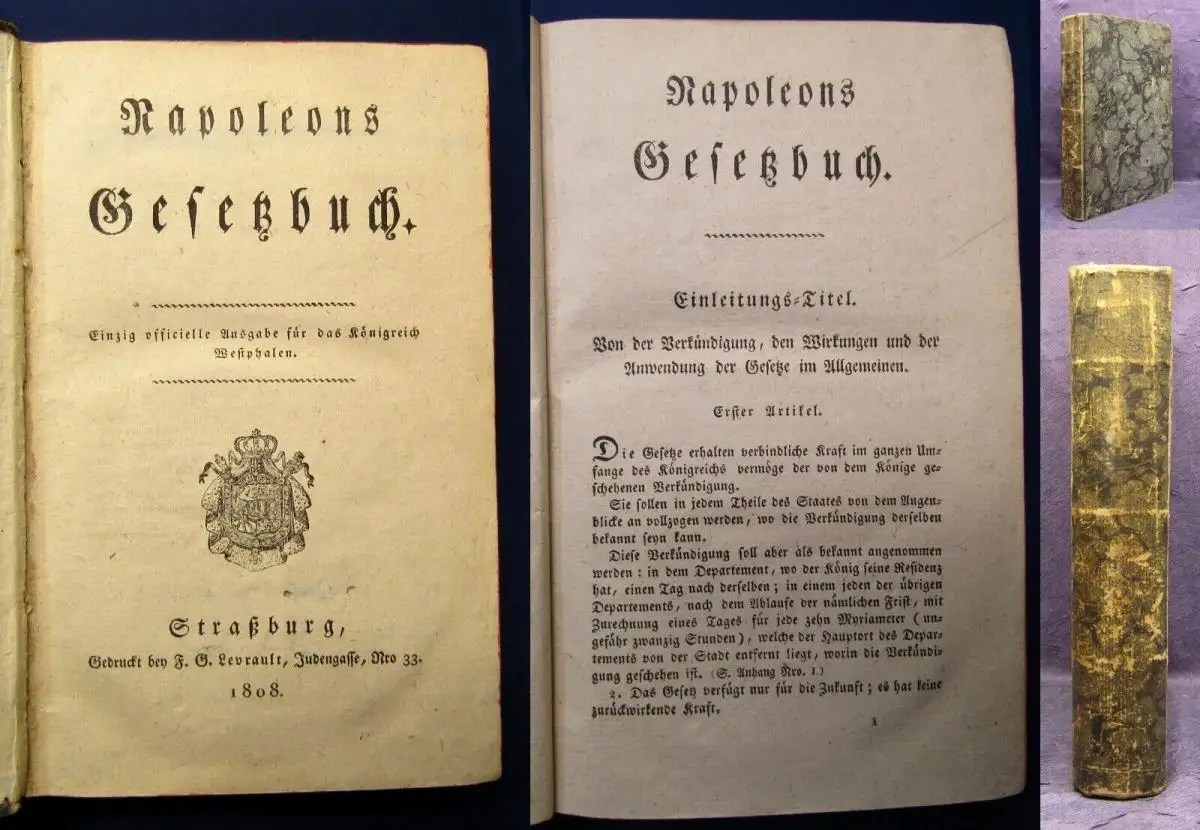 Napoleons
Gesetzbuch.
Einzig officielle Ausgabe für das Königreich
Westphalen.
Straßburg,
Gedruckt bey F. G. Levrault, Judengasse, Nro 33.
1808.
Napoleons
Gesetzbuch.
Einleitungs-Titel.
Von der Verkündigung, den Wirkungen und der
Anwendung der Gesetze im Allgemeinen.
Erster Artikel.
Die Gesetze erhalten verbindliche Kraft im ganzen Um-
fange des Königreichs vermöge der von dem Könige ge-
schehenen Verkündigung.
Sie sollen in jedem Theile des Staates von dem Augen-
blicke an vollzogen werden, wo die Verkündigung derselben
bekannt seyn kann.
Diese Verkündigung soll aber als bekannt angenommen
werden: in dem Departement, wo der König seine Residenz
hat, einen Tag nach derselben; in einem jeden der übrigen
Departements, nach dem Ablaufe der nämlichen Frist, mit
Zurechnung eines Tages für jede zehn Myriameter (un-
gefähr zwanzig Stunden), welche der Hauptort des Depar-
tements von der Stadt entfernt liegt, worin die Verkündi-
gung geschehen ist. (S. Anhang Nro. I.)
2. Das Gesetz verfügt nur für die Zukunft; es hat keine
zurückwirkende Kraft.
1